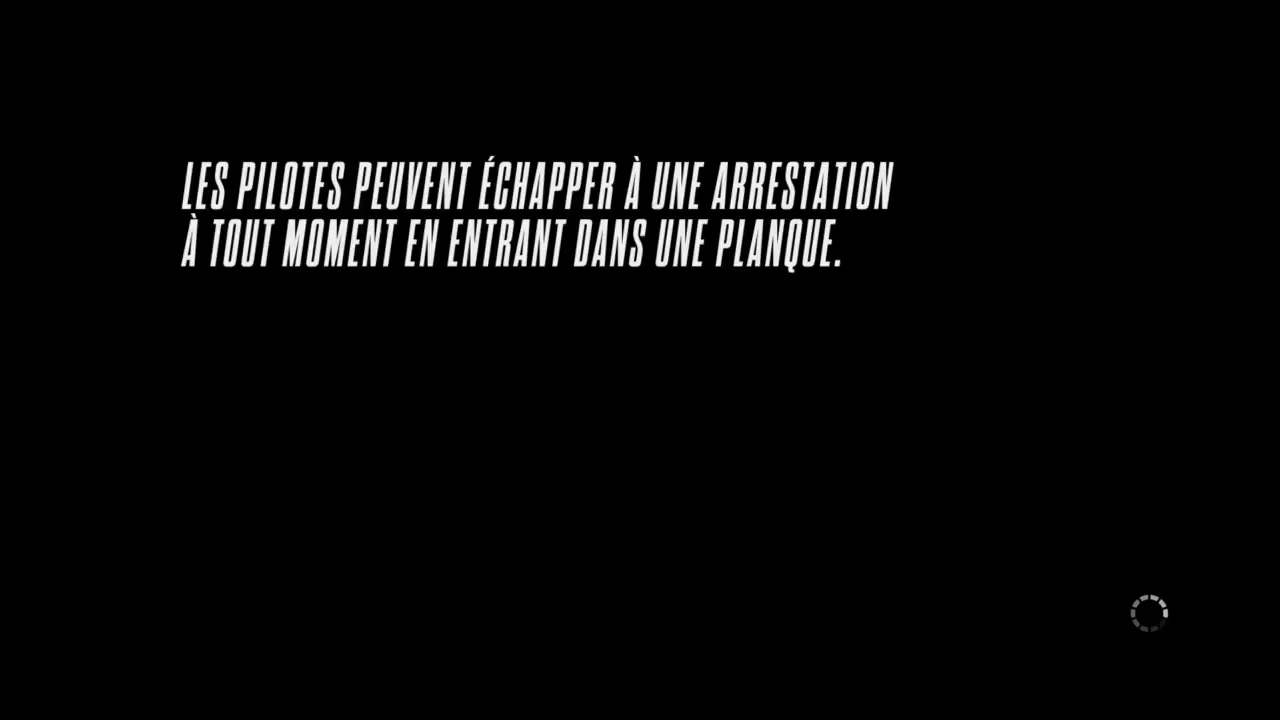 LES PILOTES PEUVENT ÉCHAPPER À UNE ARRESTATION
À TOUT MOMENT EN ENTRANT DANS UNE PLANQUE.